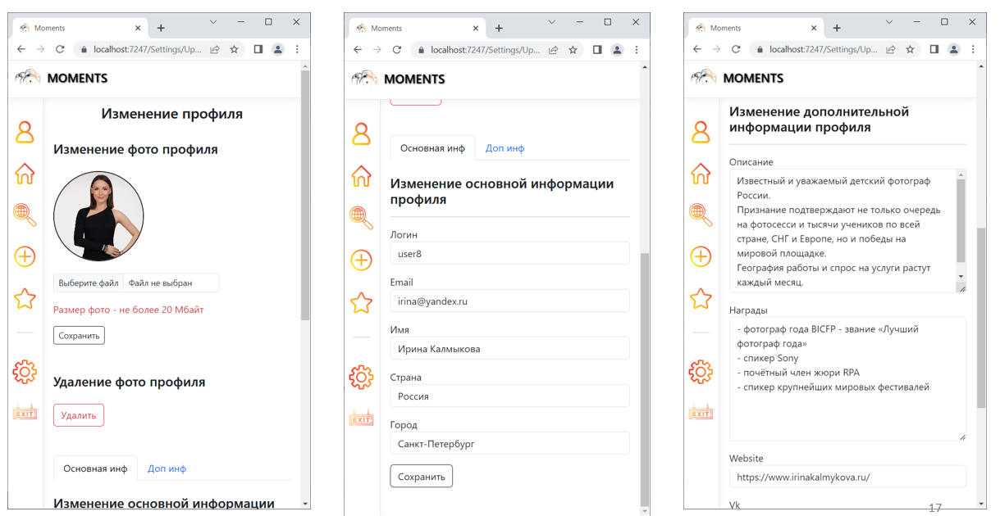 Moments
localhost:7247/Settings/Up...
MOMENTS
Изменение профиля
Изменение фото профиля
Выберите файл Файл не выбран
Размер фото - не более 20 Мбайт
Сохранить
Удаление фото профиля
Удалить
EXIT!
Основная инф Доп инф
Изменение основной информации
Moments
localhost:7247/Settings/Up...
MOMENTS
Основная инф Доп инф
Изменение основной информации
профиля
Логин
user8
Email
irina@yandex.ru
Имя
Ирина Калмыкова
Страна
Россия
EXIT!
Город
Санкт-Петербург
Сохранить
Moments
localhost:7247/Settings/Up...
MOMENTS
Изменение дополнительной
информации профиля
Описание
Известный и уважаемый детский фотограф
России.
Признание подтверждают не только очередь
на фотосесси и тысячи учеников по всей
стране, СНГ и Европе, но и победы на
мировой площадке.
География работы и спрос на услуги растут
каждый месяц.
Награды
- фотограф года BICFP - звание «Лучший
фотограф года»
- спикер Sony
- почётный член жюри RPA
- спикер крупнейших мировых фестивалей
EXIT!
Website
https://www.irinakalmykova.ru/
Vk
17